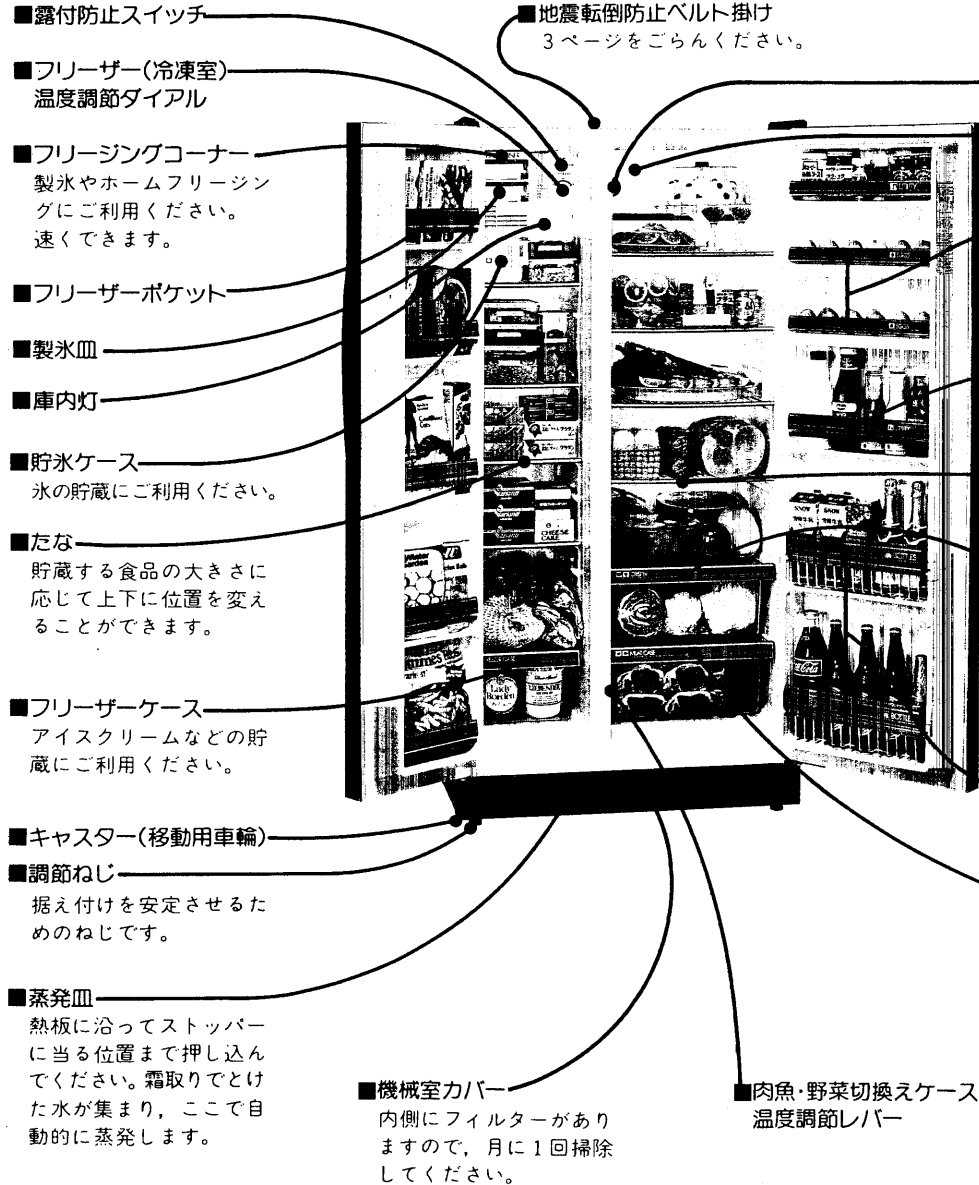 ■露付防止スイッチ
■地震転倒防止ベルト掛け
3ページをごらんください。
■フリーザー(冷凍室)
温度調節ダイアル
■フリージングコーナー
製氷やホームフリージン
グにご利用ください。
速くできます。
■フリーザーポケット
■製氷皿
■庫内灯
■貯氷ケース
氷の貯蔵にご利用ください。
■たな
貯蔵する食品の大きさに
応じて上下に位置を変え
ることができます。
■フリーザーケース
アイスクリームなどの貯
蔵にご利用ください。
■キャスター(移動用車輪)
■調節ねじ
据え付けを安定させるた
めのねじです。
■蒸発皿
熱板に沿ってストッパー
に当る位置まで押し込ん
でください。霜取りでとけ
た水が集まり，ここで自
動的に蒸発します。
■機械室カバー
内側にフィルターがあり
ますので，月に1回掃除
してください。
■肉魚・野菜切換えケース
温度調節レバー
CHEESE
CAKE
MEAT CASE
Lady
Borden